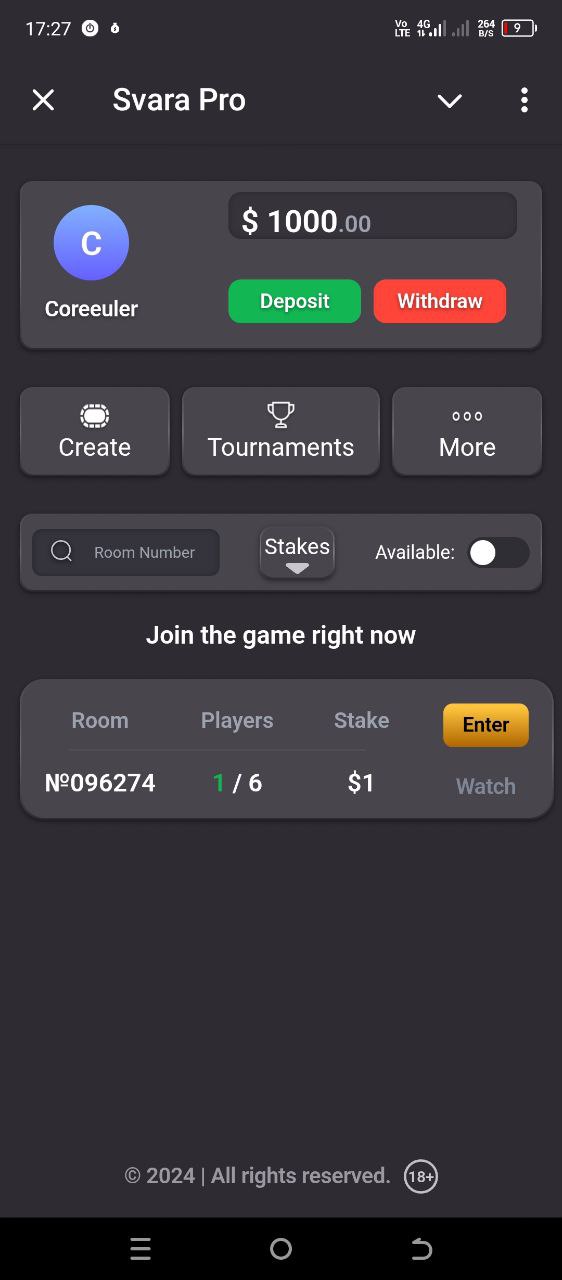 17:27 Vo LTE 4G 264 B/S 9
Svara Pro
C
$ 1000.00
Coreeuler
Deposit Withdraw
Create Tournaments More
Room Number Stakes Available:
Join the game right now
Room Players Stake Enter
№096274 1 / 6 $1 Watch
© 2024 | All rights reserved. 18+